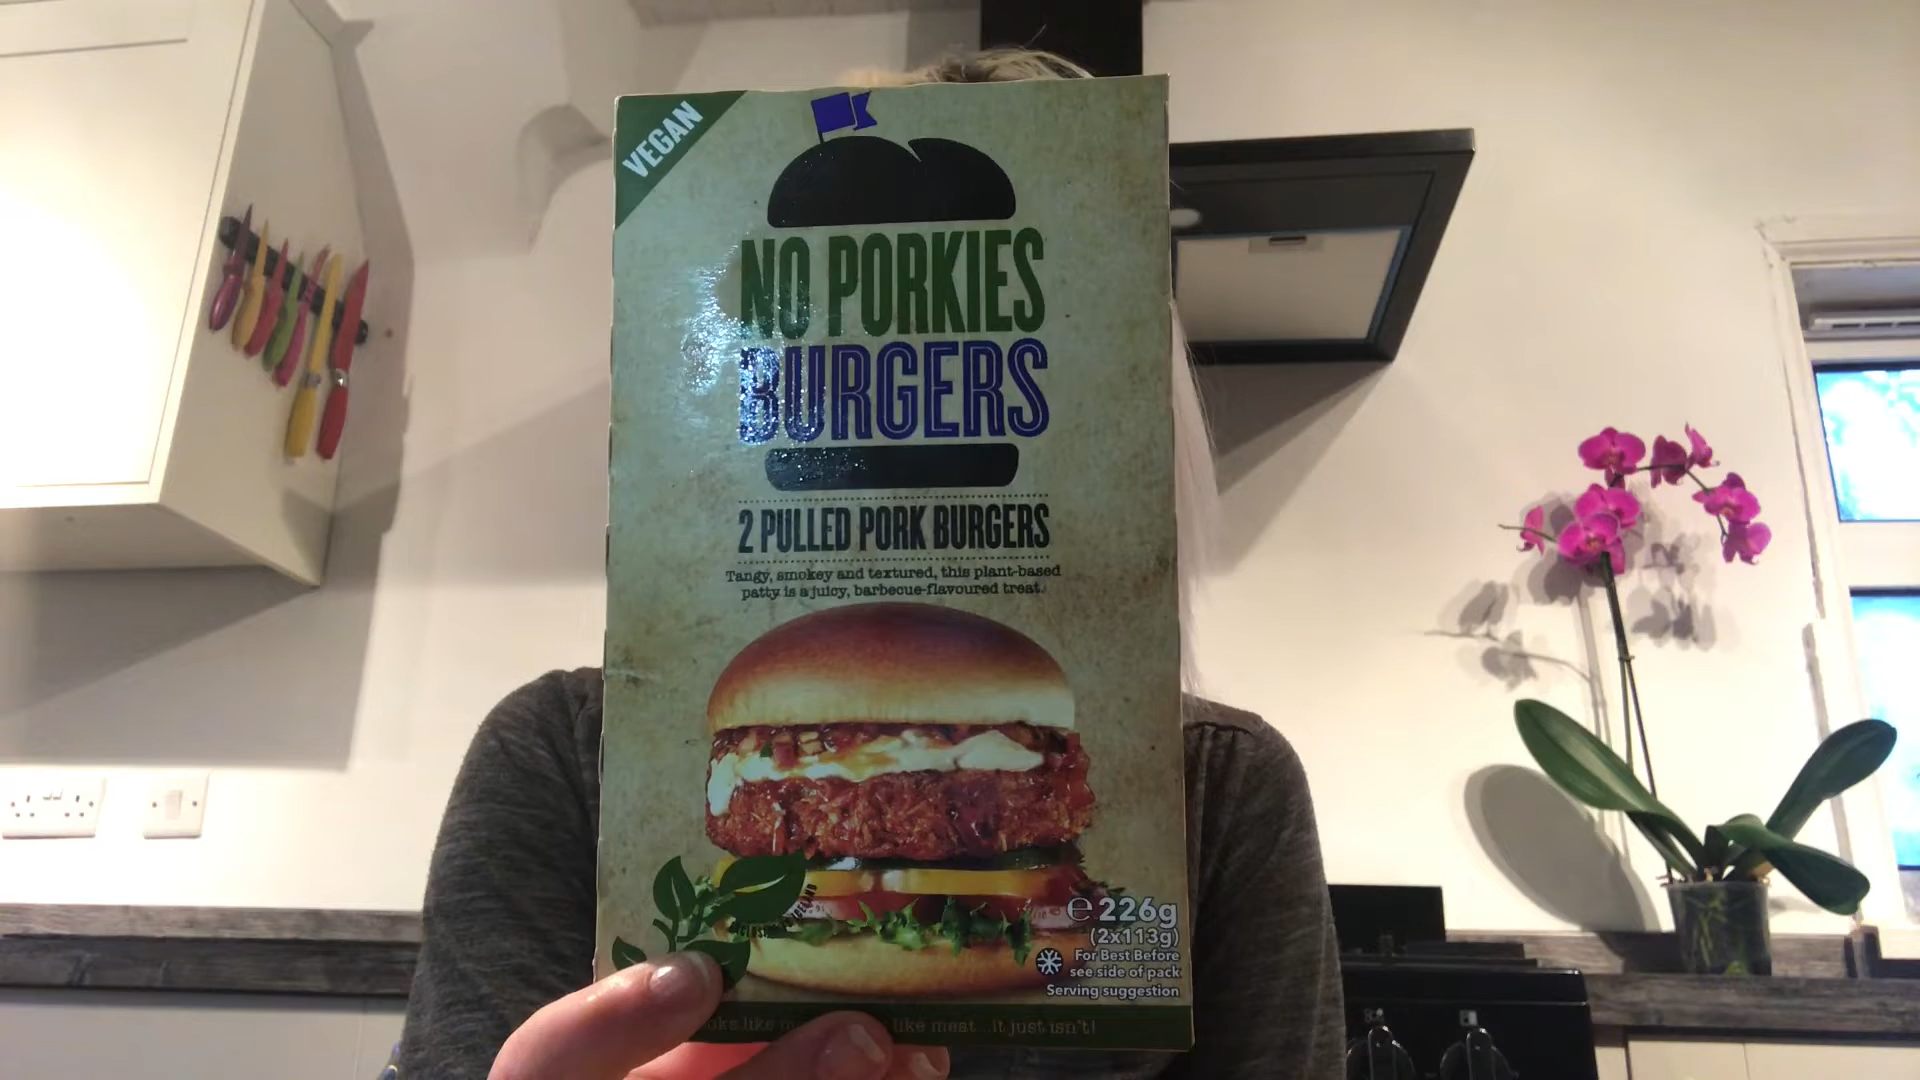 VEGAN
NO PORKIES
BURGERS
2 PULLED PORK BURGERS
Tangy, smokey and textured, this plant-based
patty is a juicy, barbecue-flavoured treat.
℮ 226g
(2x113g)
For Best Before
see side of pack
Serving suggestion
like meat...it just isn't!